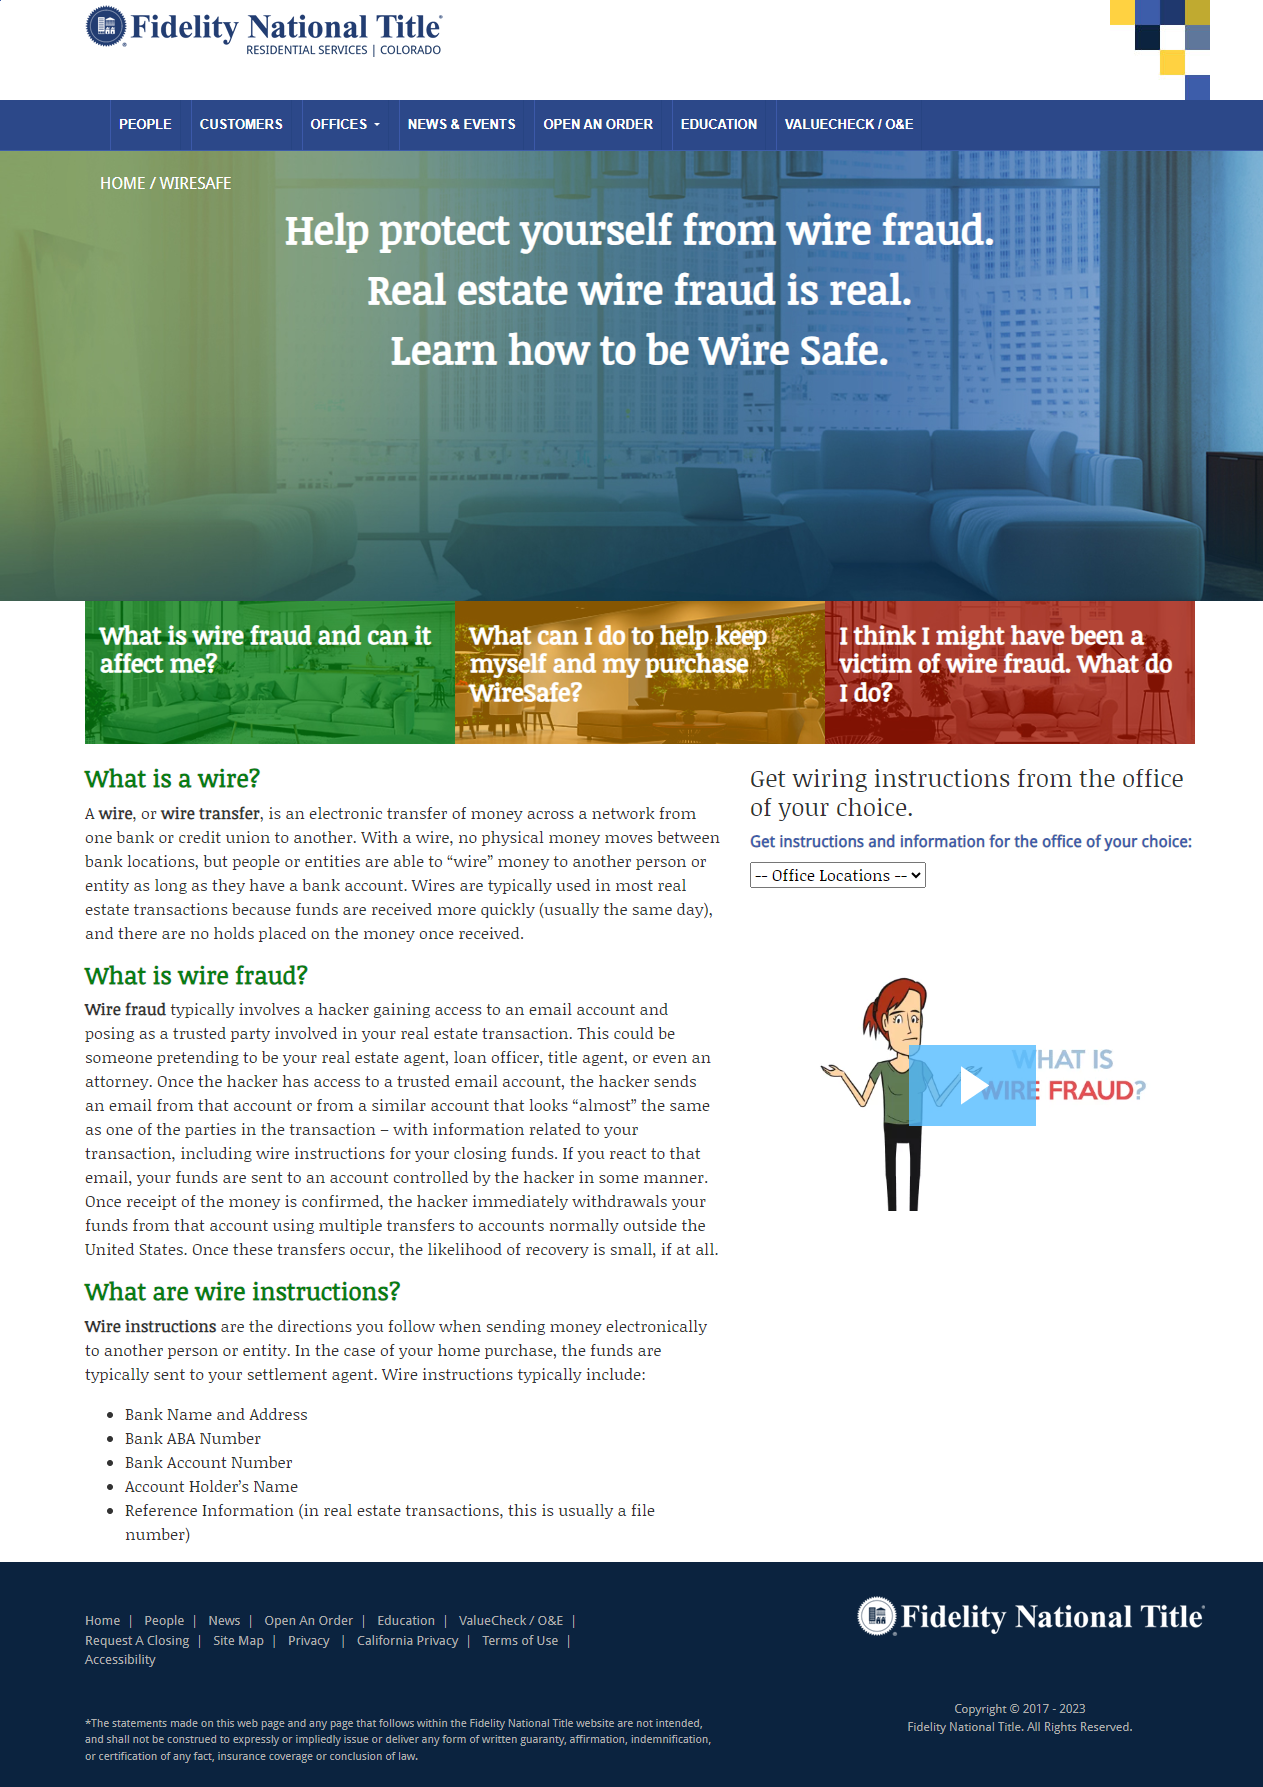 Fidelity National Title
RESIDENTIAL SERVICES | COLORADO
PEOPLE
CUSTOMERS
OFFICES
NEWS & EVENTS
OPEN AN ORDER
EDUCATION
VALUECHECK / O&E
HOME / WIRESAFE
Help protect yourself from wire fraud.
Real estate wire fraud is real.
Learn how to be Wire Safe.
What is wire fraud and can it
affect me?
What can I do to help keep
myself and my purchase
WireSafe?
I think I might have been a
victim of wire fraud. What do
I do?
What is a wire?
A wire, or wire transfer, is an electronic transfer of money across a network from
one bank or credit union to another. With a wire, no physical money moves between
bank locations, but people or entities are able to “wire” money to another person or
entity as long as they have a bank account. Wires are typically used in most real
estate transactions because funds are received more quickly (usually the same day),
and there are no holds placed on the money once received.
What is wire fraud?
Wire fraud typically involves a hacker gaining access to an email account and
posing as a trusted party involved in your real estate transaction. This could be
someone pretending to be your real estate agent, loan officer, title agent, or even an
attorney. Once the hacker has access to a trusted email account, the hacker sends
an email from that account or from a similar account that looks “almost” the same
as one of the parties in the transaction – with information related to your
transaction, including wire instructions for your closing funds. If you react to that
email, your funds are sent to an account controlled by the hacker in some manner.
Once receipt of the money is confirmed, the hacker immediately withdrawals your
funds from that account using multiple transfers to accounts normally outside the
United States. Once these transfers occur, the likelihood of recovery is small, if at all.
What are wire instructions?
Wire instructions are the directions you follow when sending money electronically
to another person or entity. In the case of your home purchase, the funds are
typically sent to your settlement agent. Wire instructions typically include:
• Bank Name and Address
• Bank ABA Number
• Bank Account Number
• Account Holder’s Name
• Reference Information (in real estate transactions, this is usually a file
number)
Get wiring instructions from the office
of your choice.
Get instructions and information for the office of your choice:
-- Office Locations --
WHAT IS
WIRE FRAUD?
Home | People | News | Open An Order | Education | ValueCheck / O&E |
Request A Closing | Site Map | Privacy | California Privacy | Terms of Use |
Accessibility
*The statements made on this web page and any page that follows within the Fidelity National Title website are not intended,
and shall not be construed to expressly or impliedly issue or deliver any form of written guaranty, affirmation, indemnification,
or certification of any fact, insurance coverage or conclusion of law.
Fidelity National Title
Copyright © 2017 - 2023
Fidelity National Title. All Rights Reserved.